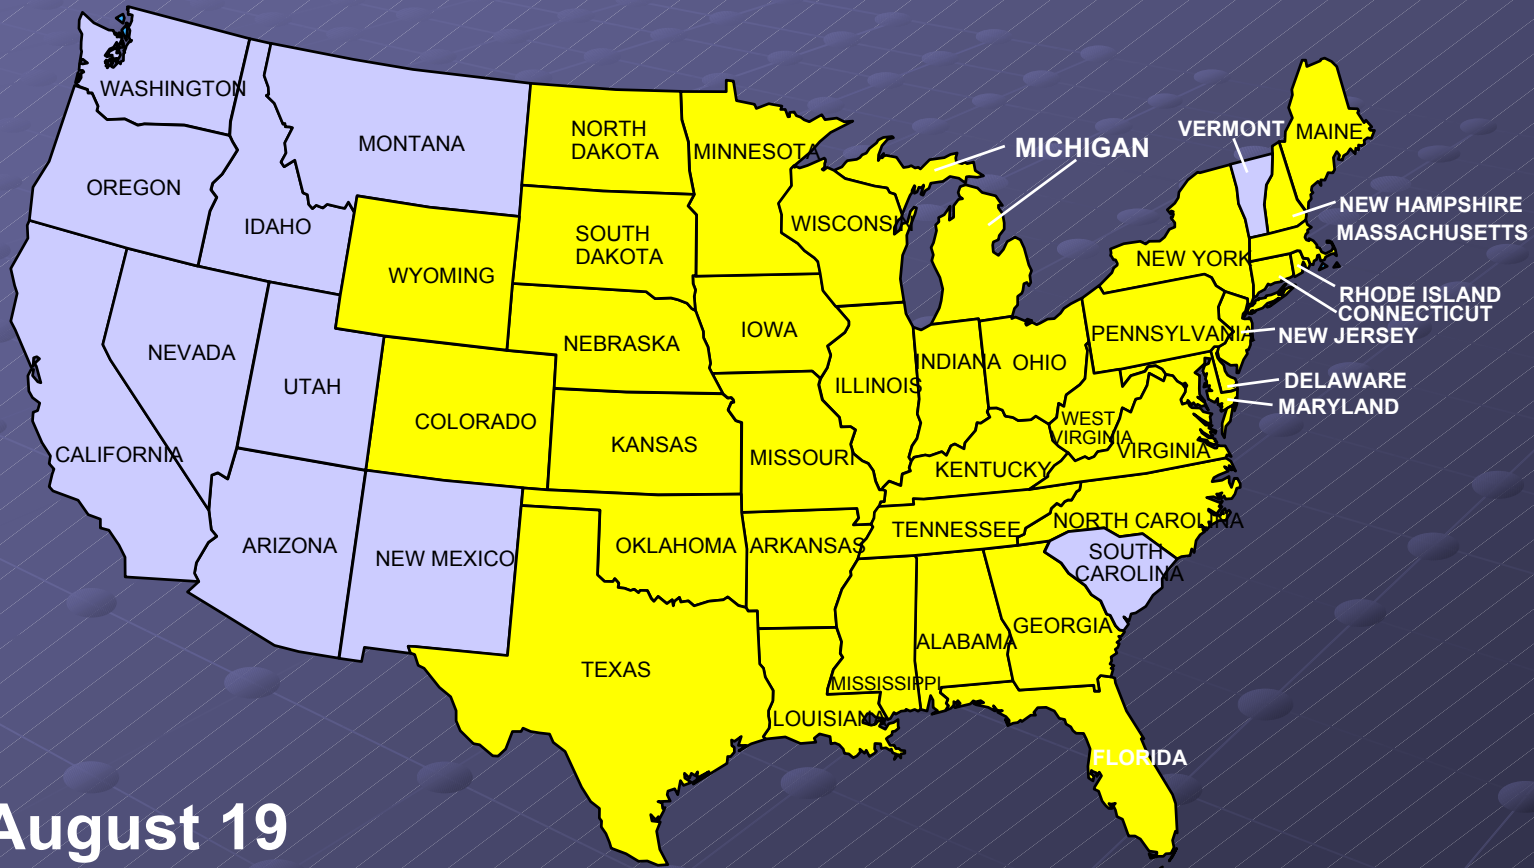 WASHINGTON
MONTANA
NORTH
DAKOTA
MINNESOTA
MICHIGAN
VERMONT
MAINE
OREGON
IDAHO
WISCONSIN
NEW HAMPSHIRE
MASSACHUSETTS
SOUTH
DAKOTA
WYOMING
NEW YORK
RHODE ISLAND
CONNECTICUT
NEW JERSEY
NEVADA
NEBRASKA
IOWA
PENNSYLVANIA
UTAH
ILLINOIS
INDIANA
OHIO
DELAWARE
MARYLAND
COLORADO
KANSAS
WEST
VIRGINIA
VIRGINIA
CALIFORNIA
MISSOURI
KENTUCKY
ARIZONA
NEW MEXICO
OKLAHOMA
ARKANSAS
TENNESSEE
NORTH CAROLINA
SOUTH
CAROLINA
TEXAS
MISSISSIPPI
ALABAMA
GEORGIA
LOUISIANA
FLORIDA
August 19